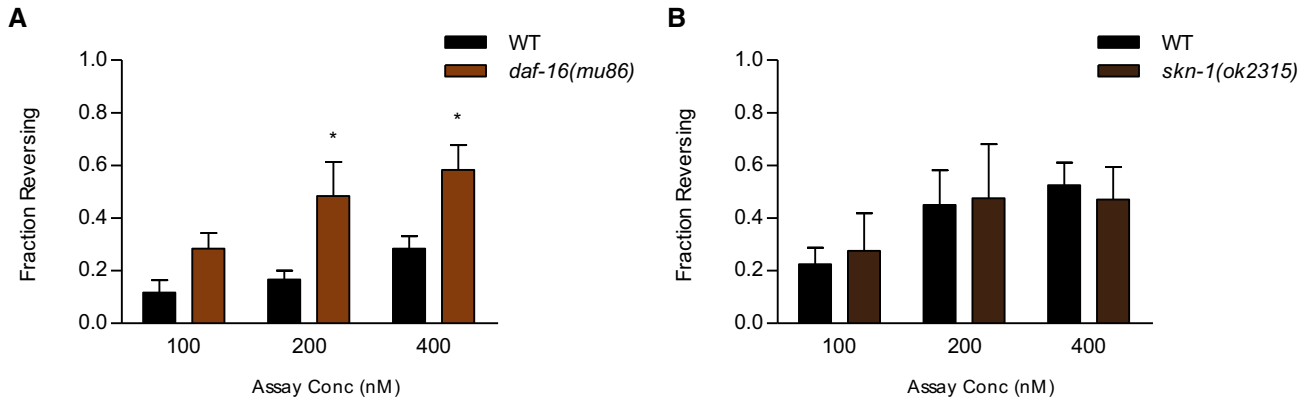 A
WT
daf-16(mu86)
1.0
0.8
0.6
0.4
0.2
0.0
Fraction Reversing
*
*
100
200
400
Assay Conc (nM)
B
WT
skn-1(ok2315)
1.0
0.8
0.6
0.4
0.2
0.0
Fraction Reversing
100
200
400
Assay Conc (nM)